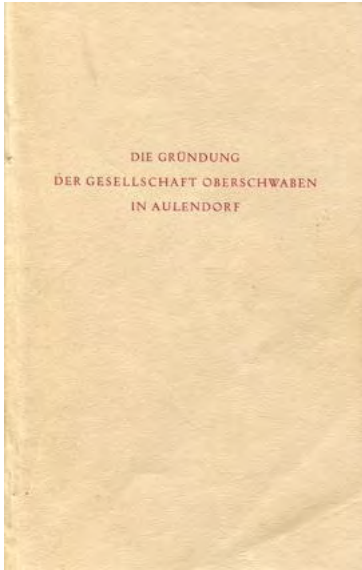 DIE GRÜNDUNG
DER GESELLSCHAFT OBERSCHWABEN
IN AULENDORF